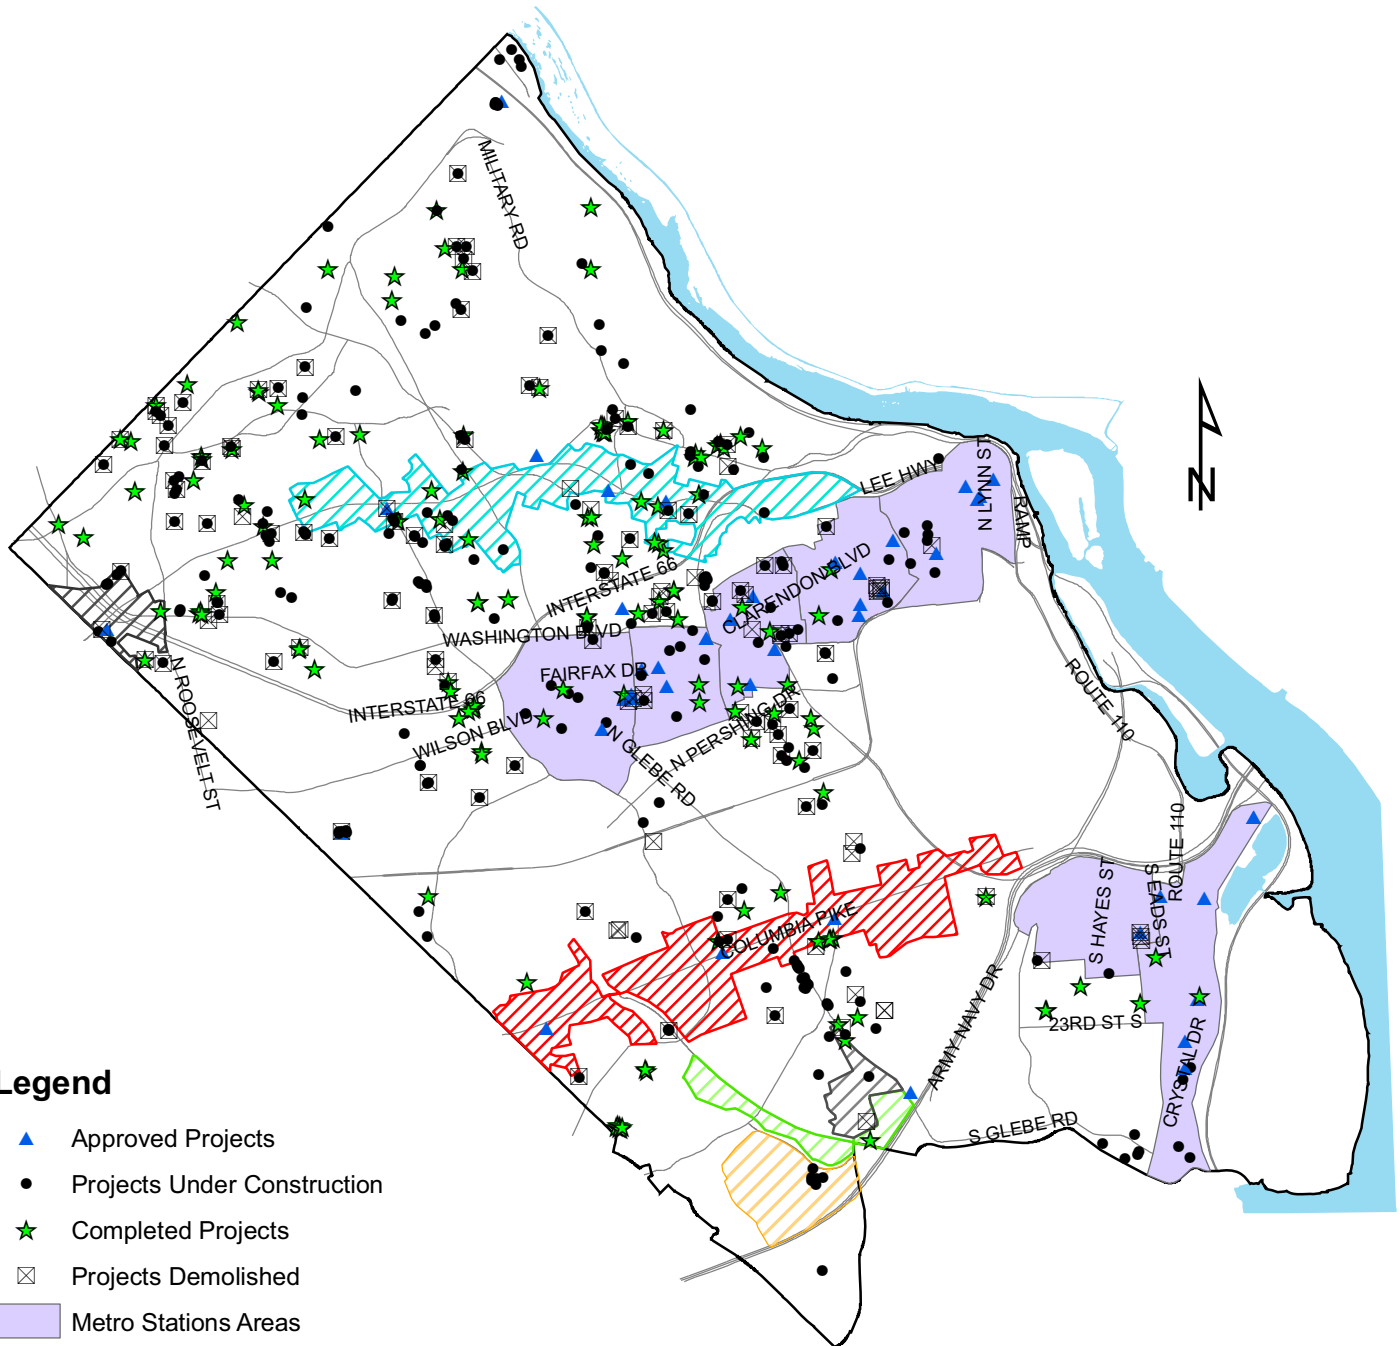 MILITARY RD
LEE HWY
N LYNN ST
RAMP
CLARENDON BLVD
INTERSTATE 66
WASHINGTON BLVD
FAIRFAX DR
N ROOSEVELT ST
INTERSTATE 66
WILSON BLVD
N GLEBE RD
N PERSHING DR
ROUTE 110
ROUTE 110
S EADS ST
S HAYES ST
COLUMBIA PIKE
ARMY NAVY DR
23RD ST S
CRYSTAL DR
S GLEBE RD
N
Legend
Approved Projects
Projects Under Construction
Completed Projects
Projects Demolished
Metro Stations Areas